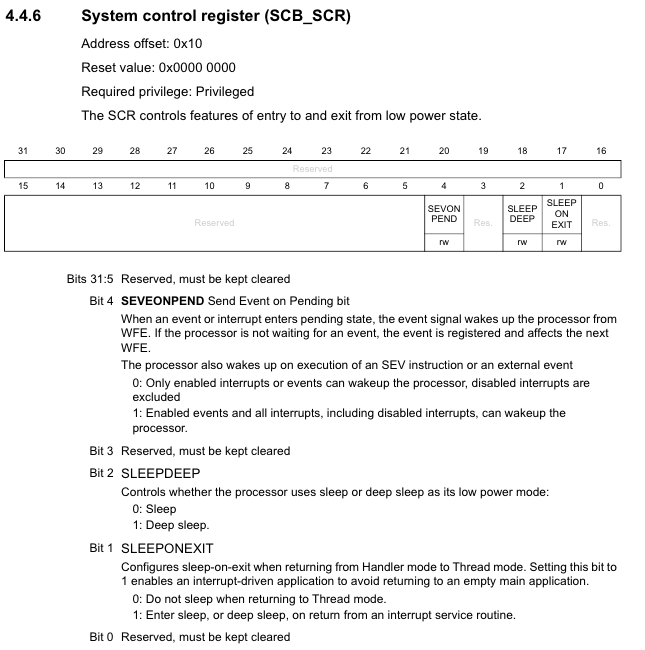 4.4.6 System control register (SCB_SCR)
Address offset: 0x10
Reset value: 0x0000 0000
Required privilege: Privileged
The SCR controls features of entry to and exit from low power state.
31 30 29 28 27 26 25 24 23 22 21 20 19 18 17 16
Reserved
15 14 13 12 11 10 9 8 7 6 5 4 3 2 1 0
Reserved
SEVON
PEND
Res.
SLEEP
DEEP
SLEEP
ON
EXIT
Res.
rw rw rw
Bits 31:5 Reserved, must be kept cleared
Bit 4 SEVEONPEND Send Event on Pending bit
When an event or interrupt enters pending state, the event signal wakes up the processor from
WFE. If the processor is not waiting for an event, the event is registered and affects the next
WFE.
The processor also wakes up on execution of an SEV instruction or an external event
0: Only enabled interrupts or events can wakeup the processor, disabled interrupts are
excluded
1: Enabled events and all interrupts, including disabled interrupts, can wakeup the
processor.
Bit 3 Reserved, must be kept cleared
Bit 2 SLEEPDEEP
Controls whether the processor uses sleep or deep sleep as its low power mode:
0: Sleep
1: Deep sleep.
Bit 1 SLEEPONEXIT
Configures sleep-on-exit when returning from Handler mode to Thread mode. Setting this bit to
1 enables an interrupt-driven application to avoid returning to an empty main application.
0: Do not sleep when returning to Thread mode.
1: Enter sleep, or deep sleep, on return from an interrupt service routine.
Bit 0 Reserved, must be kept cleared